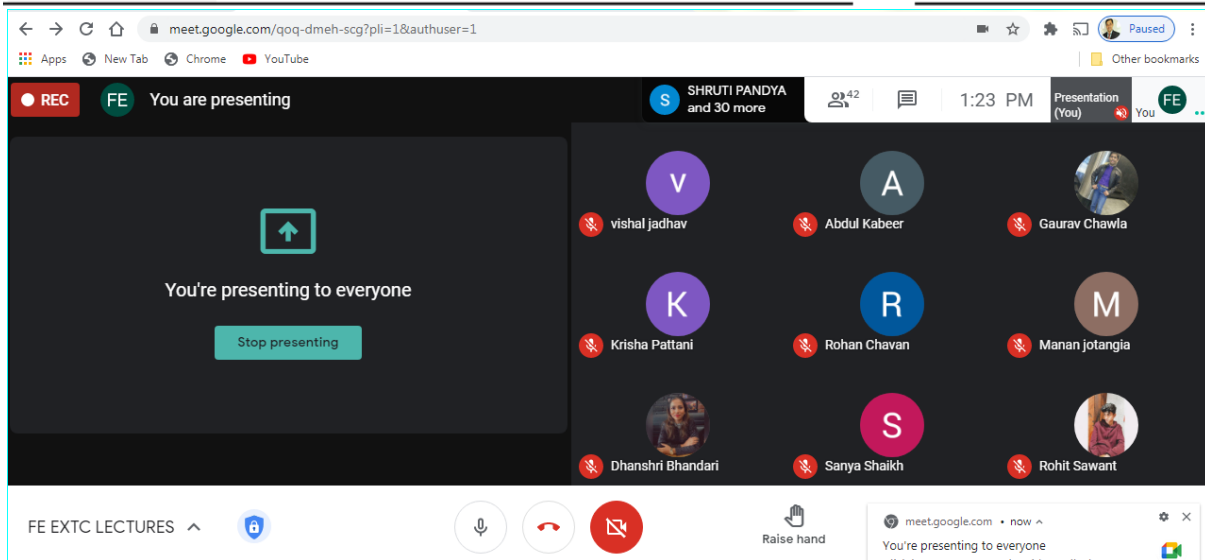 meet.google.com/qoq-dmeh-scg?pli=1&authuser=1
Paused
Apps New Tab Chrome YouTube Other bookmarks
REC FE You are presenting
S SHRUTI PANDYA
and 30 more
42
1:23 PM
Presentation
(You)
You
FE
You're presenting to everyone
Stop presenting
V A
vishal jadhav Abdul Kabeer Gaurav Chawla
K R M
Krisha Pattani Rohan Chavan Manan jotangia
S
Dhanshri Bhandari Sanya Shaikh Rohit Sawant
FE EXTC LECTURES
Raise hand
meet.google.com • now
You're presenting to everyone